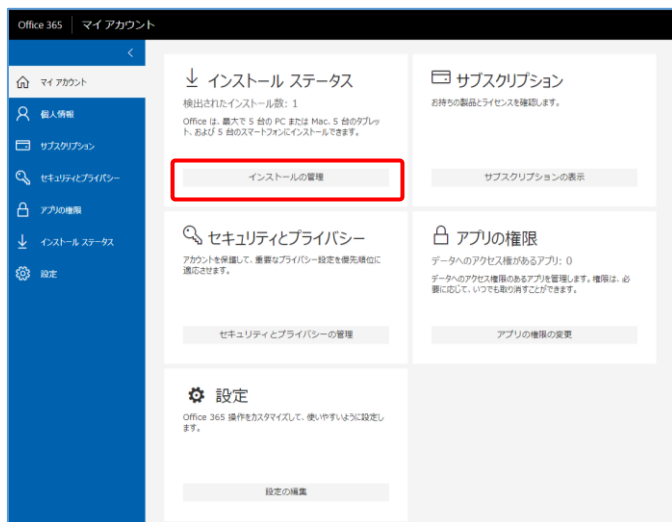 Office 365 マイ アカウント
マイ アカウント
個人情報
サブスクリプション
セキュリティとプライバシー
アプリの権限
インストール ステータス
設定
インストール ステータス
検出されたインストール数: 1
Office は、最大で 5 台の PC または Mac、5 台のタブレッ
ト、および 5 台のスマートフォンにインストールできます。
インストールの管理
サブスクリプション
お持ちの製品とライセンスを確認します。
サブスクリプションの表示
セキュリティとプライバシー
アカウントを保護して、重要なプライバシー設定を優先順位に
適応させます。
セキュリティとプライバシーの管理
アプリの権限
データへのアクセス権があるアプリ: 0
データへのアクセス権限のあるアプリを管理します。権限は、必
要に応じて、いつでも取り消すことができます。
アプリの権限の変更
設定
Office 365 操作をカスタマイズして、使いやすいように設定し
ます。
設定の編集